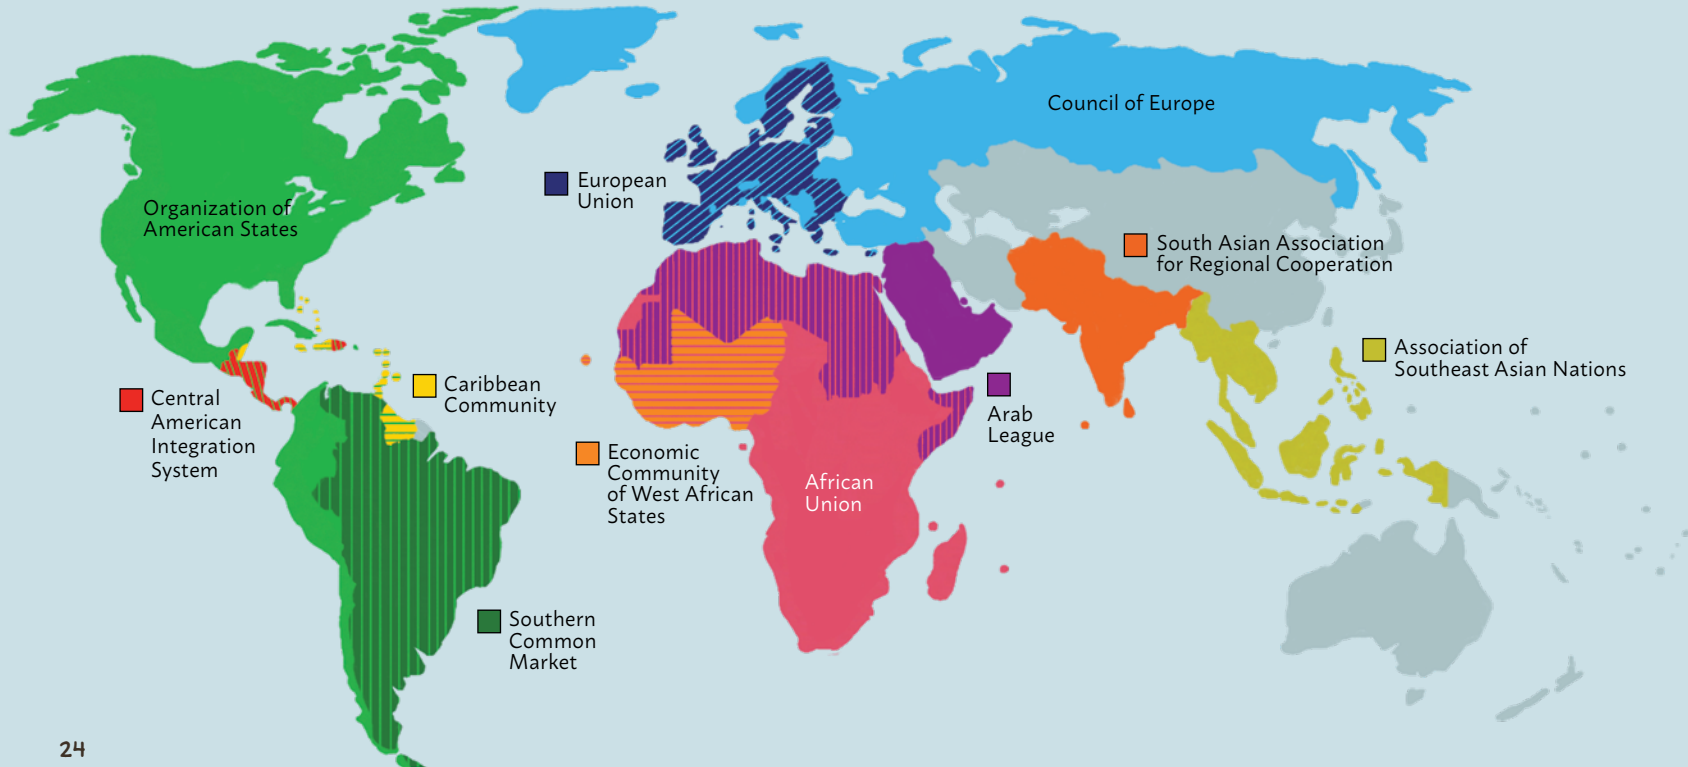 Council of Europe
European
Union
Organization of
American States
South Asian Association
for Regional Cooperation
Association of
Southeast Asian Nations
Caribbean
Community
Central
American
Integration
System
Arab
League
Economic
Community
of West African
States
African
Union
Southern
Common
Market
24